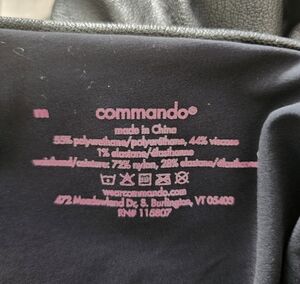 m
commando®
made in China
55% polyurethane/polyuréthane, 44% viscose
1% elastane/élasthanne
waistband/ceinture: 72% nylon, 28% elastane/élasthanne
wearcommando.com
472 Meadowland Dr, S. Burlington, VT 05403
RN# 115807